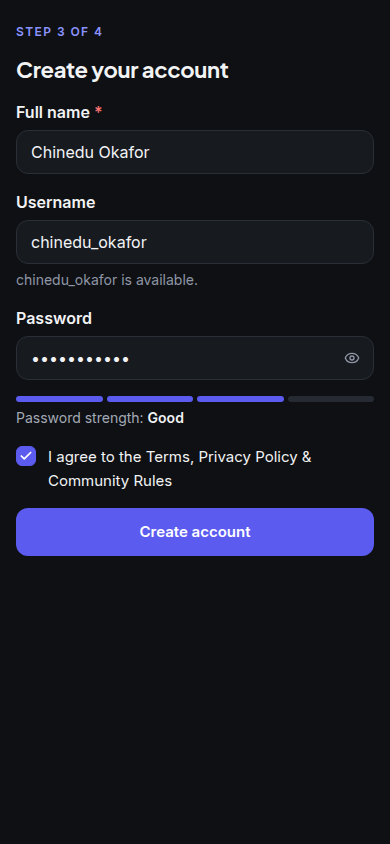 STEP 3 OF 4
Create your account
Full name *
Chinedu Okafor
Username
chinedu_okafor
chinedu_okafor is available.
Password
•••••••••••
Password strength: Good
I agree to the Terms, Privacy Policy &
Community Rules
Create account